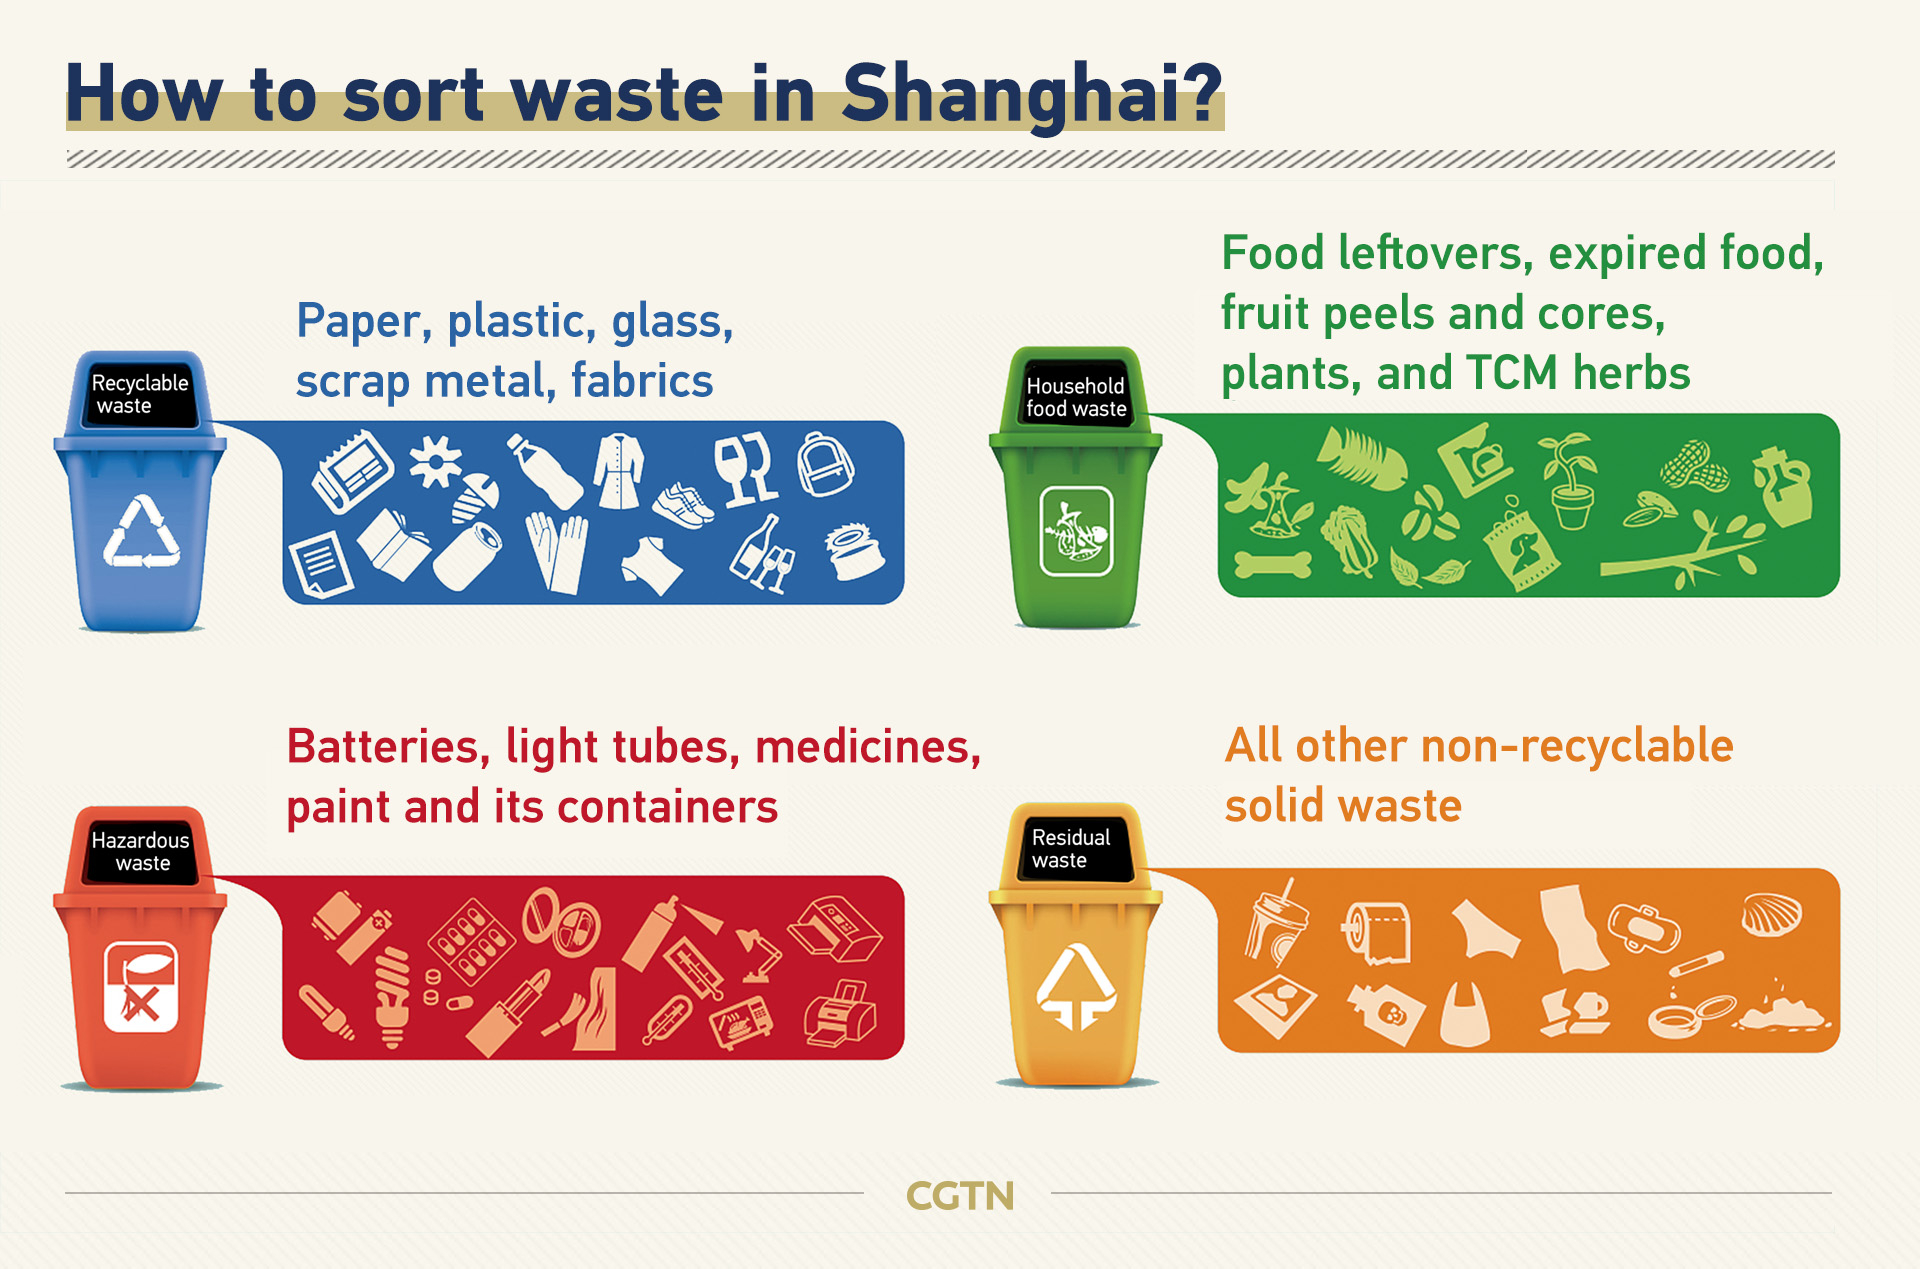 How to sort waste in Shanghai?
Paper, plastic, glass,
scrap metal, fabrics
Recyclable
waste
Food leftovers, expired food,
fruit peels and cores,
plants, and TCM herbs
Household
food waste
Batteries, light tubes, medicines,
paint and its containers
Hazardous
waste
All other non-recyclable
solid waste
Residual
waste
CGTN